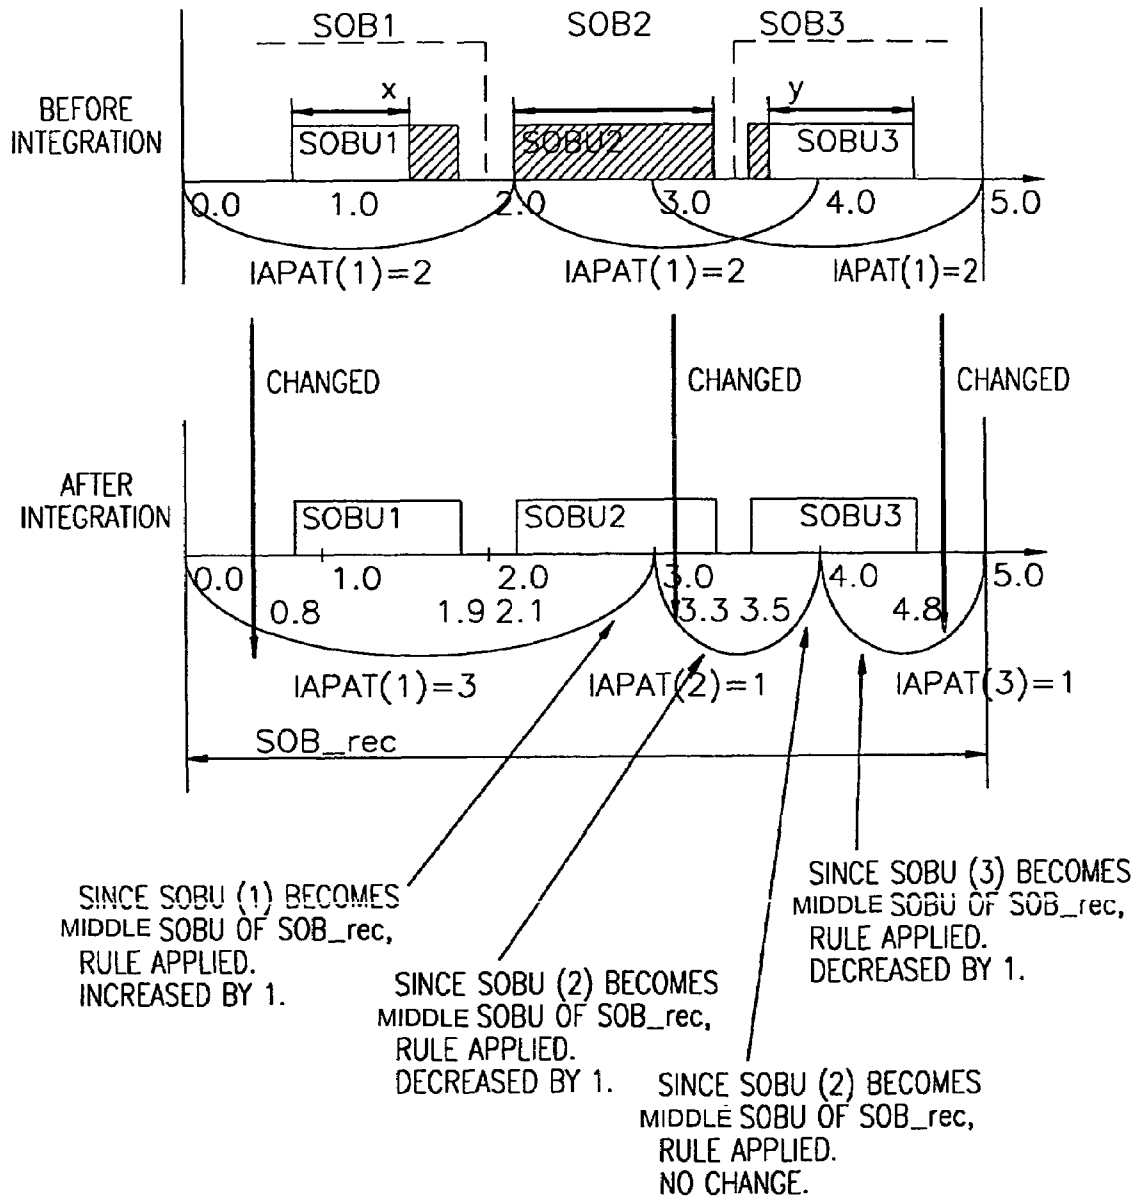 SOB1 SOB2 SOB3
x y
BEFORE
INTEGRATION
SOBU1 SOBU2 SOBU3
0.0 1.0 2.0 3.0 4.0 5.0
IAPAT(1)=2 IAPAT(1)=2 IAPAT(1)=2
CHANGED CHANGED CHANGED
AFTER
INTEGRATION
SOBU1 SOBU2 SOBU3
0.0 1.0 2.0 3.0 4.0 5.0
0.8 1.9 2.1 3.3 3.5 4.8
IAPAT(1)=3 IAPAT(2)=1 IAPAT(3)=1
SOB_rec
SINCE SOBU (1) BECOMES
MIDDLE SOBU OF SOB_rec,
RULE APPLIED.
INCREASED BY 1.
SINCE SOBU (2) BECOMES
MIDDLE SOBU OF SOB_rec,
RULE APPLIED.
DECREASED BY 1.
SINCE SOBU (2) BECOMES
MIDDLE SOBU OF SOB_rec,
RULE APPLIED.
NO CHANGE.
SINCE SOBU (3) BECOMES
MIDDLE SOBU OF SOB_rec,
RULE APPLIED.
DECREASED BY 1.